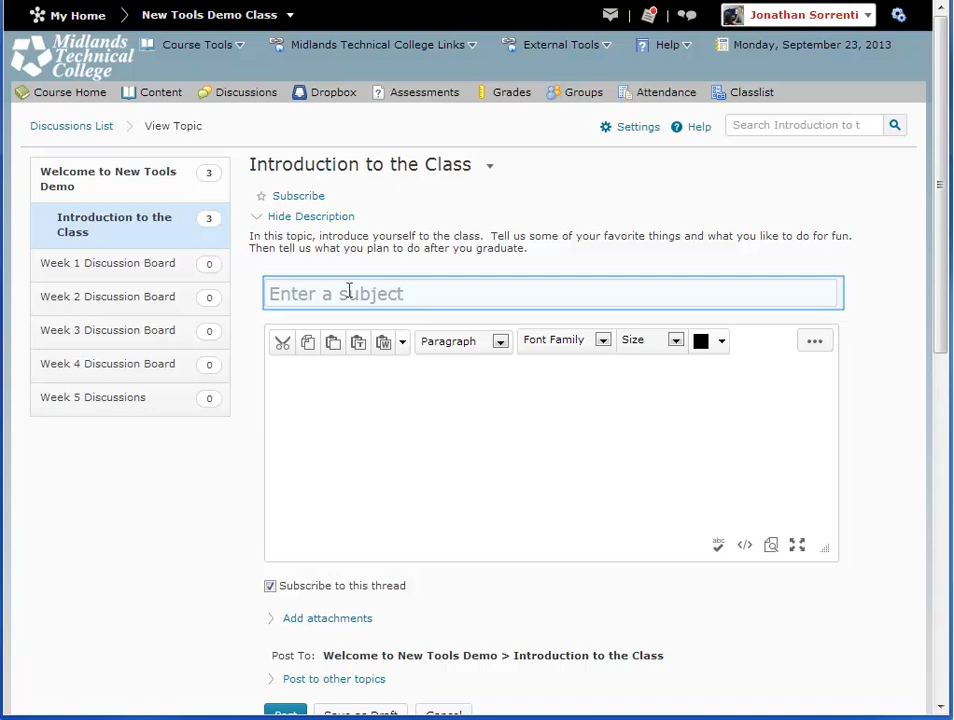 My Home
New Tools Demo Class
Jonathan Sorrenti
Midlands
Technical
College
Course Tools
Midlands Technical College Links
External Tools
Help
Monday, September 23, 2013
Course Home
Content
Discussions
Dropbox
Assessments
Grades
Groups
Attendance
Classlist
Discussions List
View Topic
Settings
Help
Search Introduction to t
Welcome to New Tools
Demo
3
Introduction to the
Class
3
Week 1 Discussion Board
0
Week 2 Discussion Board
0
Week 3 Discussion Board
0
Week 4 Discussion Board
0
Week 5 Discussions
0
Introduction to the Class
Subscribe
Hide Description
In this topic, introduce yourself to the class. Tell us some of your favorite things and what you like to do for fun.
Then tell us what you plan to do after you graduate.
Enter a subject
Paragraph
Font Family
Size
abc
Subscribe to this thread
Add attachments
Post To: Welcome to New Tools Demo > Introduction to the Class
Post to other topics
Post
Save as Draft
Cancel